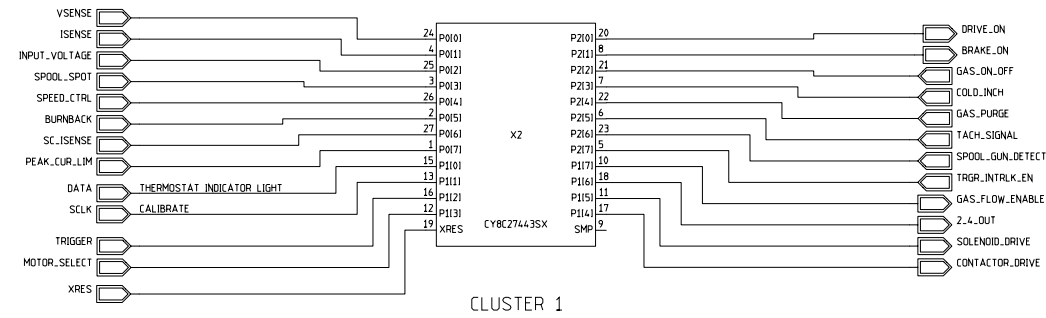 VSENSE
ISENSE
INPUT_VOLTAGE
SPOOL_SPOT
SPEED_CTRL
BURNBACK
SC_ISENSE
PEAK_CUR_LIM
DATA THERMOSTAT INDICATOR LIGHT
SCLK CALIBRATE
TRIGGER
MOTOR_SELECT
XRES
24 P0[0]
4 P0[1]
25 P0[2]
3 P0[3]
26 P0[4]
2 P0[5]
27 P0[6]
1 P0[7]
15 P1[0]
13 P1[1]
16 P1[2]
12 P1[3]
19 XRES
X2
CY8C27443SX
P2[0] 20
P2[1] 8
P2[2] 21
P2[3] 7
P2[4] 22
P2[5] 6
P2[6] 23
P2[7] 5
P1[7] 10
P1[6] 18
P1[5] 11
P1[4] 17
SMP 9
DRIVE_ON
BRAKE_ON
GAS_ON_OFF
COLD_INCH
GAS_PURGE
TACH_SIGNAL
SPOOL_GUN_DETECT
TRGR_INTRLK_EN
GAS_FLOW_ENABLE
2_4_OUT
SOLENOID_DRIVE
CONTACTOR_DRIVE
CLUSTER 1